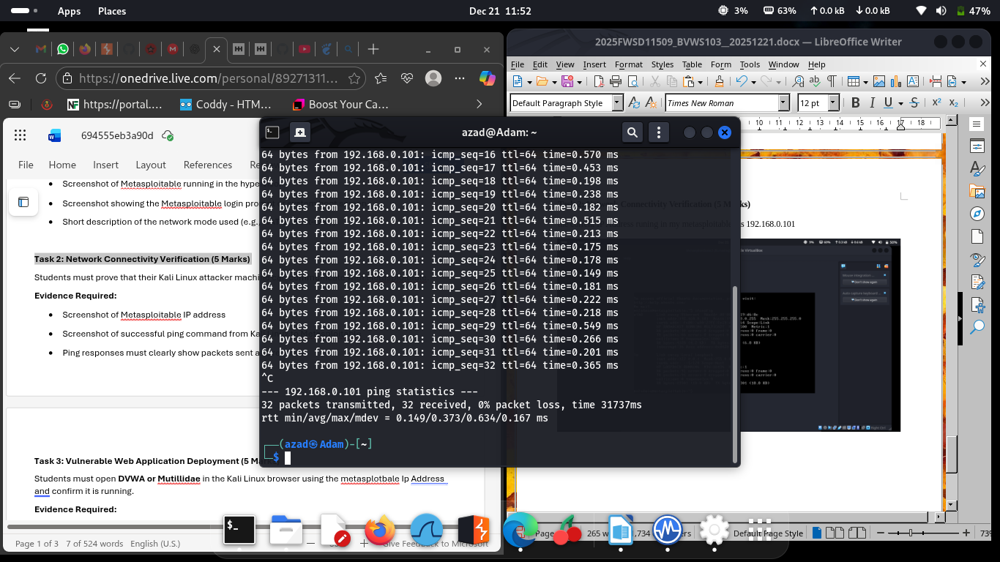 Apps Places Dec 21 11:52 3% 63% 0.0 kB 0.0 kB 47%
https://onedrive.live.com/personal/89271311...
https://portal.... Coddy - HTM... Boost Your Ca...
694555eb3a90d
File Home Insert Layout References
Screenshot of Metasploitable running in the hype
Screenshot showing the Metasploitable login pro
Short description of the network mode used (e.g.
Task 2: Network Connectivity Verification (5 Marks)
Students must prove that their Kali Linux attacker machi
Evidence Required:
Screenshot of Metasploitable IP address
Screenshot of successful ping command from Ka
Ping responses must clearly show packets sent a
Task 3: Vulnerable Web Application Deployment (5 M
Students must open DVWA or Mutillidae in the Kali Linux browser using the metasplotbale Ip Address
and confirm it is running.
Evidence Required:
Page 1 of 3 7 of 524 words English (U.S.) Give Feedback to Microsoft
azad@Adam: ~
64 bytes from 192.168.0.101: icmp_seq=16 ttl=64 time=0.570 ms
64 bytes from 192.168.0.101: icmp_seq=17 ttl=64 time=0.453 ms
64 bytes from 192.168.0.101: icmp_seq=18 ttl=64 time=0.198 ms
64 bytes from 192.168.0.101: icmp_seq=19 ttl=64 time=0.238 ms
64 bytes from 192.168.0.101: icmp_seq=20 ttl=64 time=0.182 ms
64 bytes from 192.168.0.101: icmp_seq=21 ttl=64 time=0.515 ms
64 bytes from 192.168.0.101: icmp_seq=22 ttl=64 time=0.213 ms
64 bytes from 192.168.0.101: icmp_seq=23 ttl=64 time=0.175 ms
64 bytes from 192.168.0.101: icmp_seq=24 ttl=64 time=0.178 ms
64 bytes from 192.168.0.101: icmp_seq=25 ttl=64 time=0.149 ms
64 bytes from 192.168.0.101: icmp_seq=26 ttl=64 time=0.181 ms
64 bytes from 192.168.0.101: icmp_seq=27 ttl=64 time=0.222 ms
64 bytes from 192.168.0.101: icmp_seq=28 ttl=64 time=0.218 ms
64 bytes from 192.168.0.101: icmp_seq=29 ttl=64 time=0.549 ms
64 bytes from 192.168.0.101: icmp_seq=30 ttl=64 time=0.266 ms
64 bytes from 192.168.0.101: icmp_seq=31 ttl=64 time=0.201 ms
64 bytes from 192.168.0.101: icmp_seq=32 ttl=64 time=0.365 ms
^C
--- 192.168.0.101 ping statistics ---
32 packets transmitted, 32 received, 0% packet loss, time 31737ms
rtt min/avg/max/mdev = 0.149/0.373/0.634/0.167 ms
(azad㉿Adam)-[~]
$
2025FWSD11509_BVWS103__20251221.docx — LibreOffice Writer
File Edit View Insert Format Styles Table Form Tools Window Help
Default Paragraph Style Times New Roman 12 pt B I U S
10 11 12 13 14 15 16 17 18
Connectivity Verification (5 Marks)
192.168.0.101
Default Page Style 739